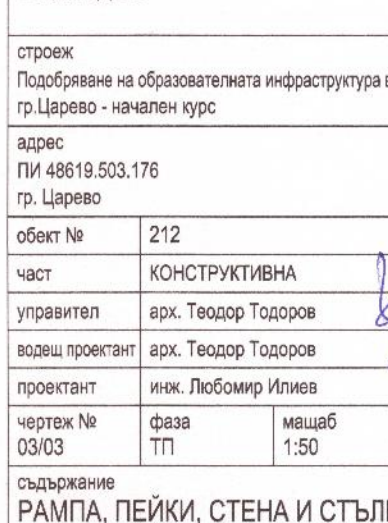 строеж
Подобряване на образователната инфраструктура
гр.Царево - начален курс
адрес
ПИ 48619.503.176
гр. Царево
обект № 212
част КОНСТРУКТИВНА
управител арх. Теодор Тодоров
водещ проектант арх. Теодор Тодоров
проектант инж. Любомир Илиев
чертеж № фаза мащаб
03/03 ТП 1:50
съдържание
РАМПА, ПЕЙКИ, СТЕНА И